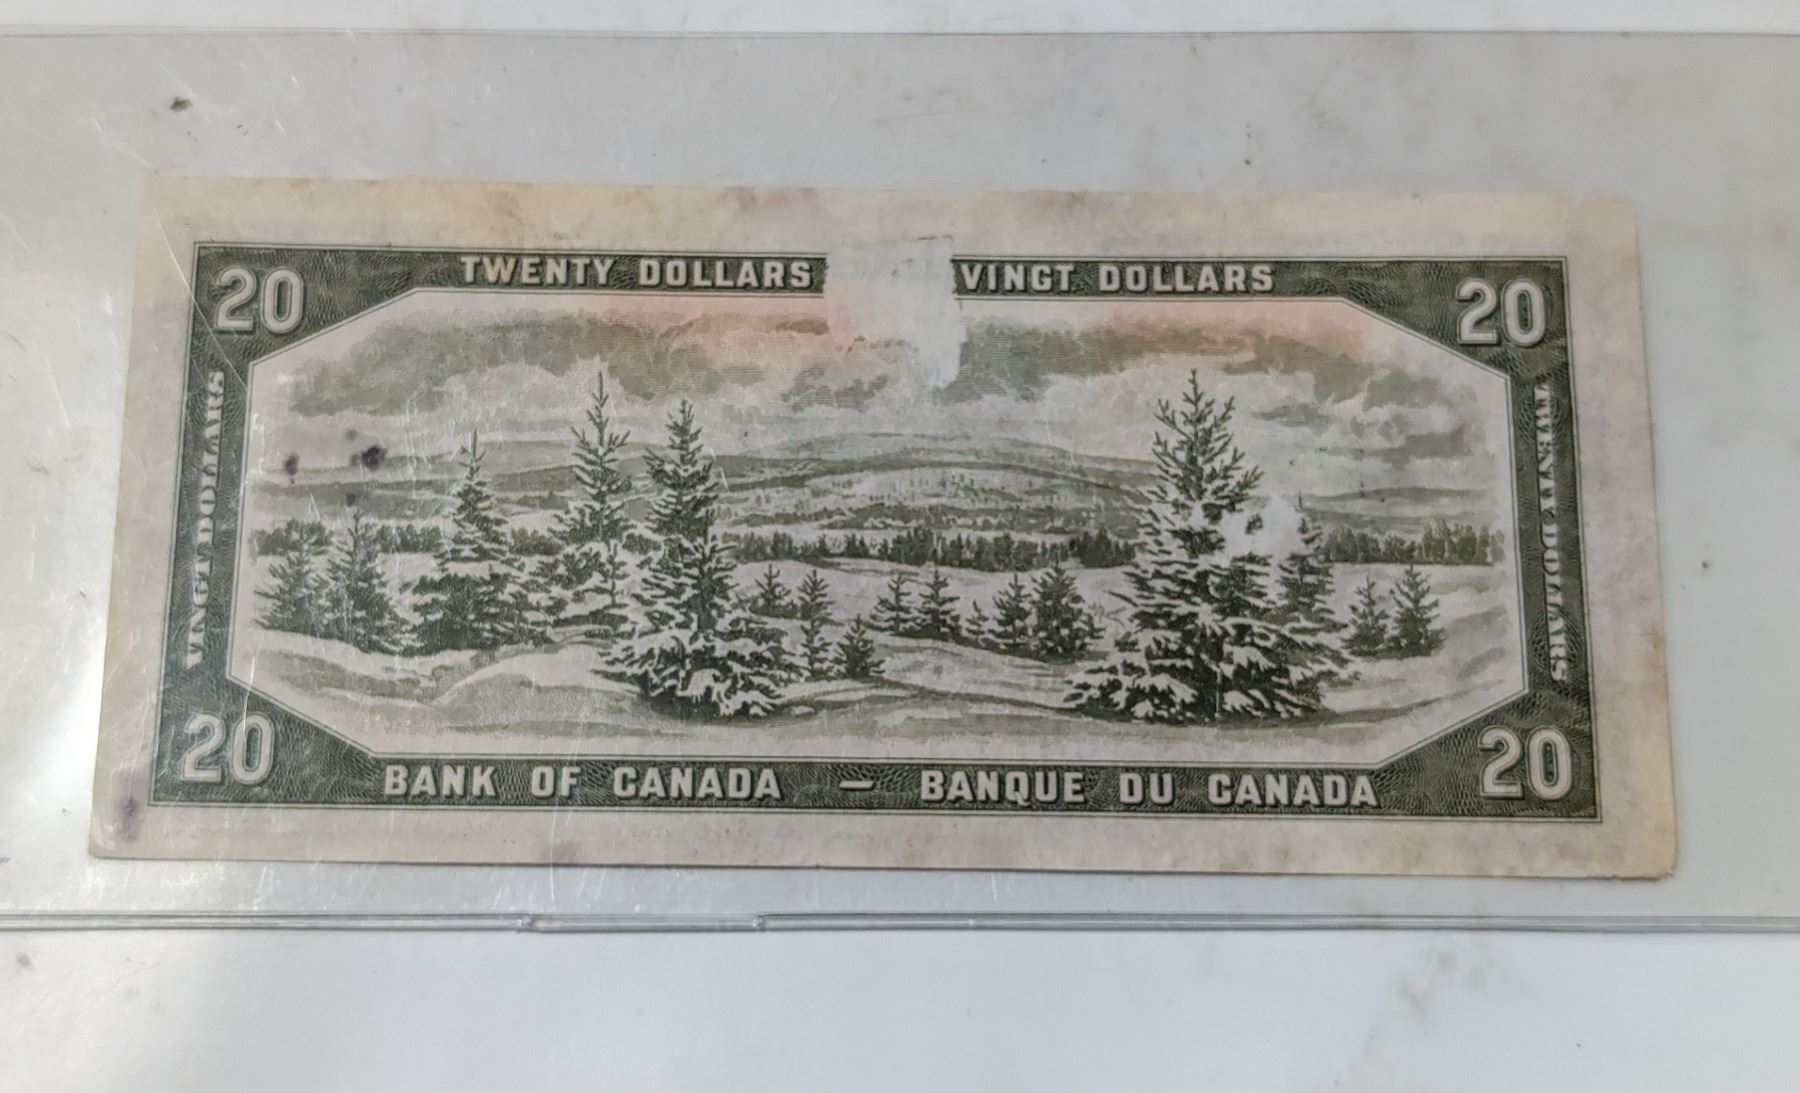 TWENTY DOLLARS VINGT DOLLARS
20
20
VINGT DOLLARS
TWENTY DOLLARS
20
20
BANK OF CANADA – BANQUE DU CANADA